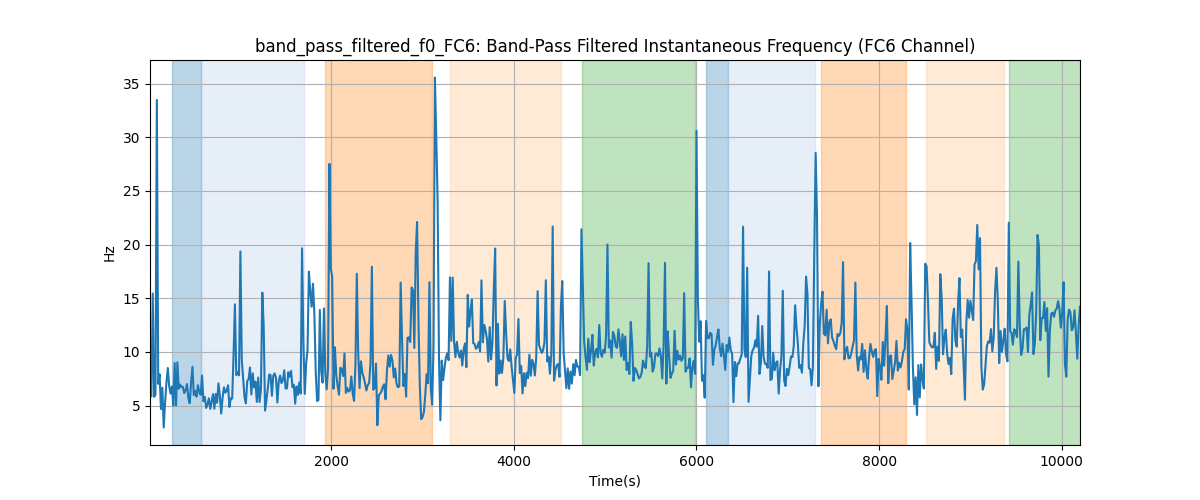 band_pass_filtered_f0_FC6: Band-Pass Filtered Instantaneous Frequency (FC6 Channel)
35
30
25
20
15
10
5
Hz
2000 4000 6000 8000 10000
Time(s)